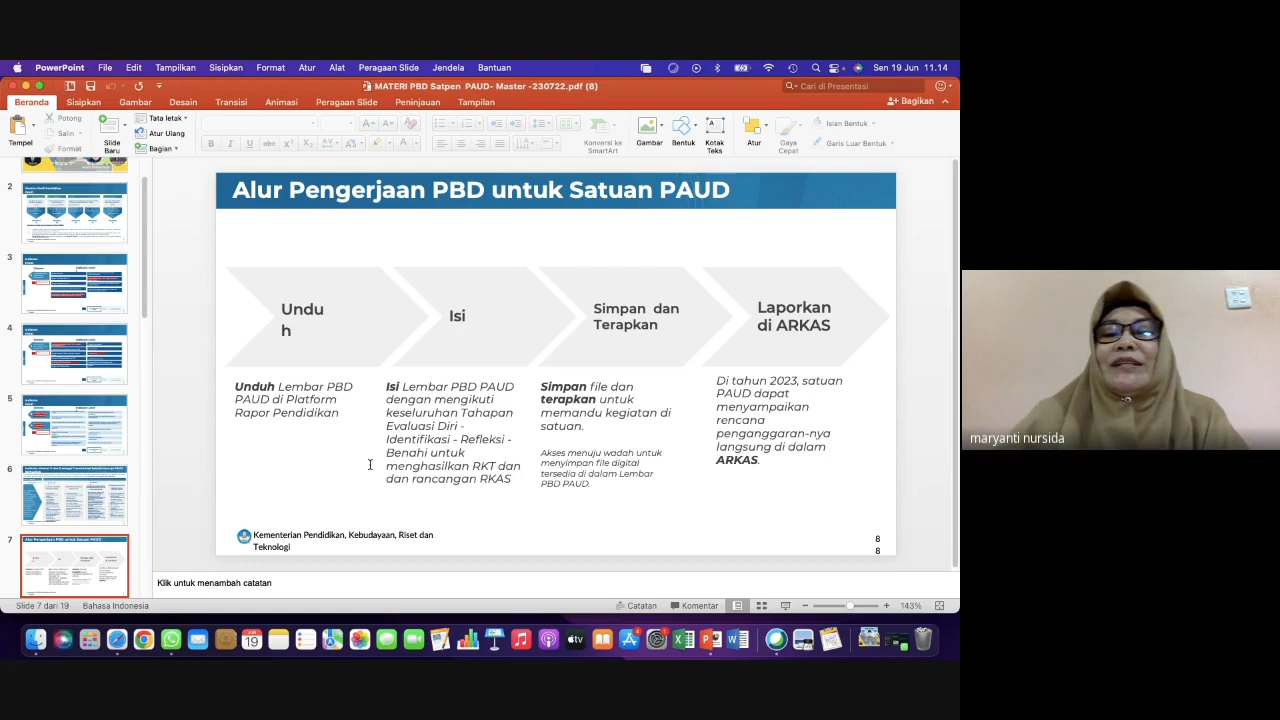 PowerPoint File Edit Tampilkan Sisipkan Format Atur Alat Peragaan Slide Jendela Bantuan Sen 19 Jun 11.14
MATERI PBD Satpen PAUD- Master -230722.pdf (8)
Cari di Presentasi
Beranda Sisipkan Gambar Desain Transisi Animasi Peragaan Slide Peninjauan Tampilan
Bagikan
Tempel
Potong
Salin
Format
Slide Baru
Tata letak
Atur Ulang
Bagian
Konversi ke SmartArt
Gambar
Bentuk
Kotak Teks
Atur
Gaya Cepat
Isian Bentuk
Garis Luar Bentuk
2
3
4
5
6
7
Alur Pengerjaan PBD untuk Satuan PAUD
Undu
h
Isi
Simpan dan
Terapkan
Laporkan
di ARKAS
Unduh Lembar PBD
PAUD di Platform
Rapor Pendidikan
Isi Lembar PBD PAUD
dengan mengikuti
keseluruhan Tahap
Evaluasi Diri -
Identifikasi - Refleksi -
Benahi untuk
menghasilkan RKT dan
dan rancangan RKAS
Simpan file dan
terapkan untuk
memandu kegiatan di
satuan.
Akses menuju wadah untuk
menyimpan file digital
tersedia di dalam Lembar
PBD PAUD.
Di tahun 2023, satuan
PAUD dapat
menyampaikan
rencana
penganggaran-nya
langsung di dalam
ARKAS
Kementerian Pendidikan, Kebudayaan, Riset dan
Teknologi
8
8
Klik untuk menambah catatan
Slide 7 dari 19 Bahasa Indonesia Catatan Komentar 143%
maryanti nursida